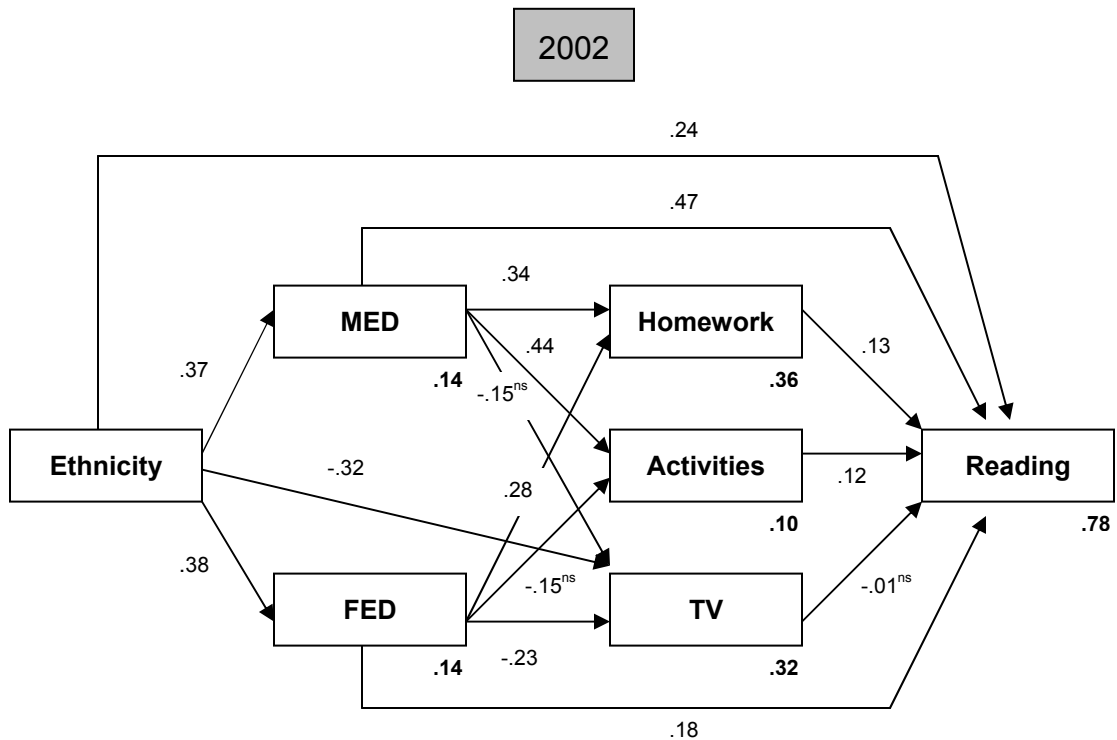 2002
.24
.47
.34
MED
Homework
.44
.13
.37
.14
-.15ns
.36
Ethnicity
-.32
Activities
Reading
.28
.12
.10
.78
.38
-.15ns
-.01ns
FED
TV
-.23
.14
.32
.18